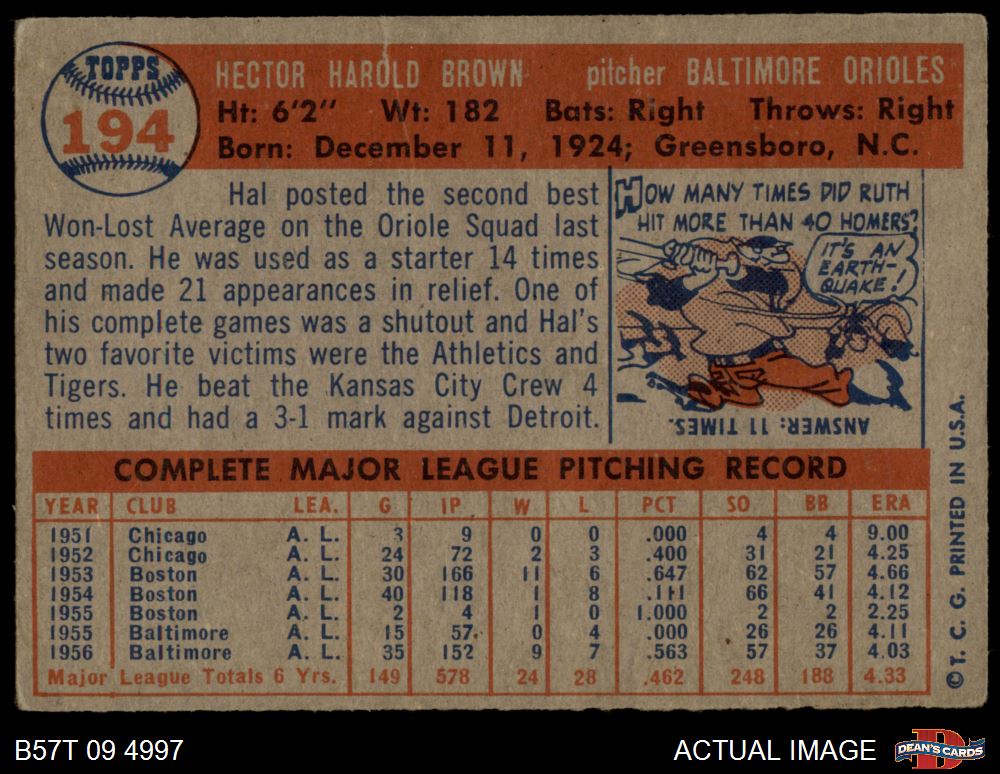 TOPPS
194
HECTOR HAROLD BROWN pitcher BALTIMORE ORIOLES
Ht: 6'2" Wt: 182 Bats: Right Throws: Right
Born: December 11, 1924; Greensboro, N.C.
Hal posted the second best
Won-Lost Average on the Oriole Squad last
season. He was used as a starter 14 times
and made 21 appearances in relief. One of
his complete games was a shutout and Hal's
two favorite victims were the Athletics and
Tigers. He beat the Kansas City Crew 4
times and had a 3-1 mark against Detroit.
HOW MANY TIMES DID RUTH
HIT MORE THAN 40 HOMERS?
IT'S AN
EARTH-
QUAKE!
ANSWER: 11 TIMES.
COMPLETE MAJOR LEAGUE PITCHING RECORD
YEAR CLUB LEA. G IP W L PCT SO BB ERA
1951 Chicago A. L. 3 9 0 0 .000 4 4 9.00
1952 Chicago A. L. 24 72 2 3 .400 31 21 4.25
1953 Boston A. L. 30 166 11 6 .647 62 57 4.66
1954 Boston A. L. 40 118 1 8 .111 66 41 4.12
1955 Boston A. L. 2 4 1 0 1.000 2 2 2.25
1955 Baltimore A. L. 15 57 0 4 .000 26 26 4.11
1956 Baltimore A. L. 35 152 9 7 .563 57 37 4.03
Major League Totals 6 Yrs. 149 578 24 28 .462 248 188 4.33
©T. C. G. PRINTED IN U.S.A.
B57T 09 4997 ACTUAL IMAGE DEAN'S CARDS